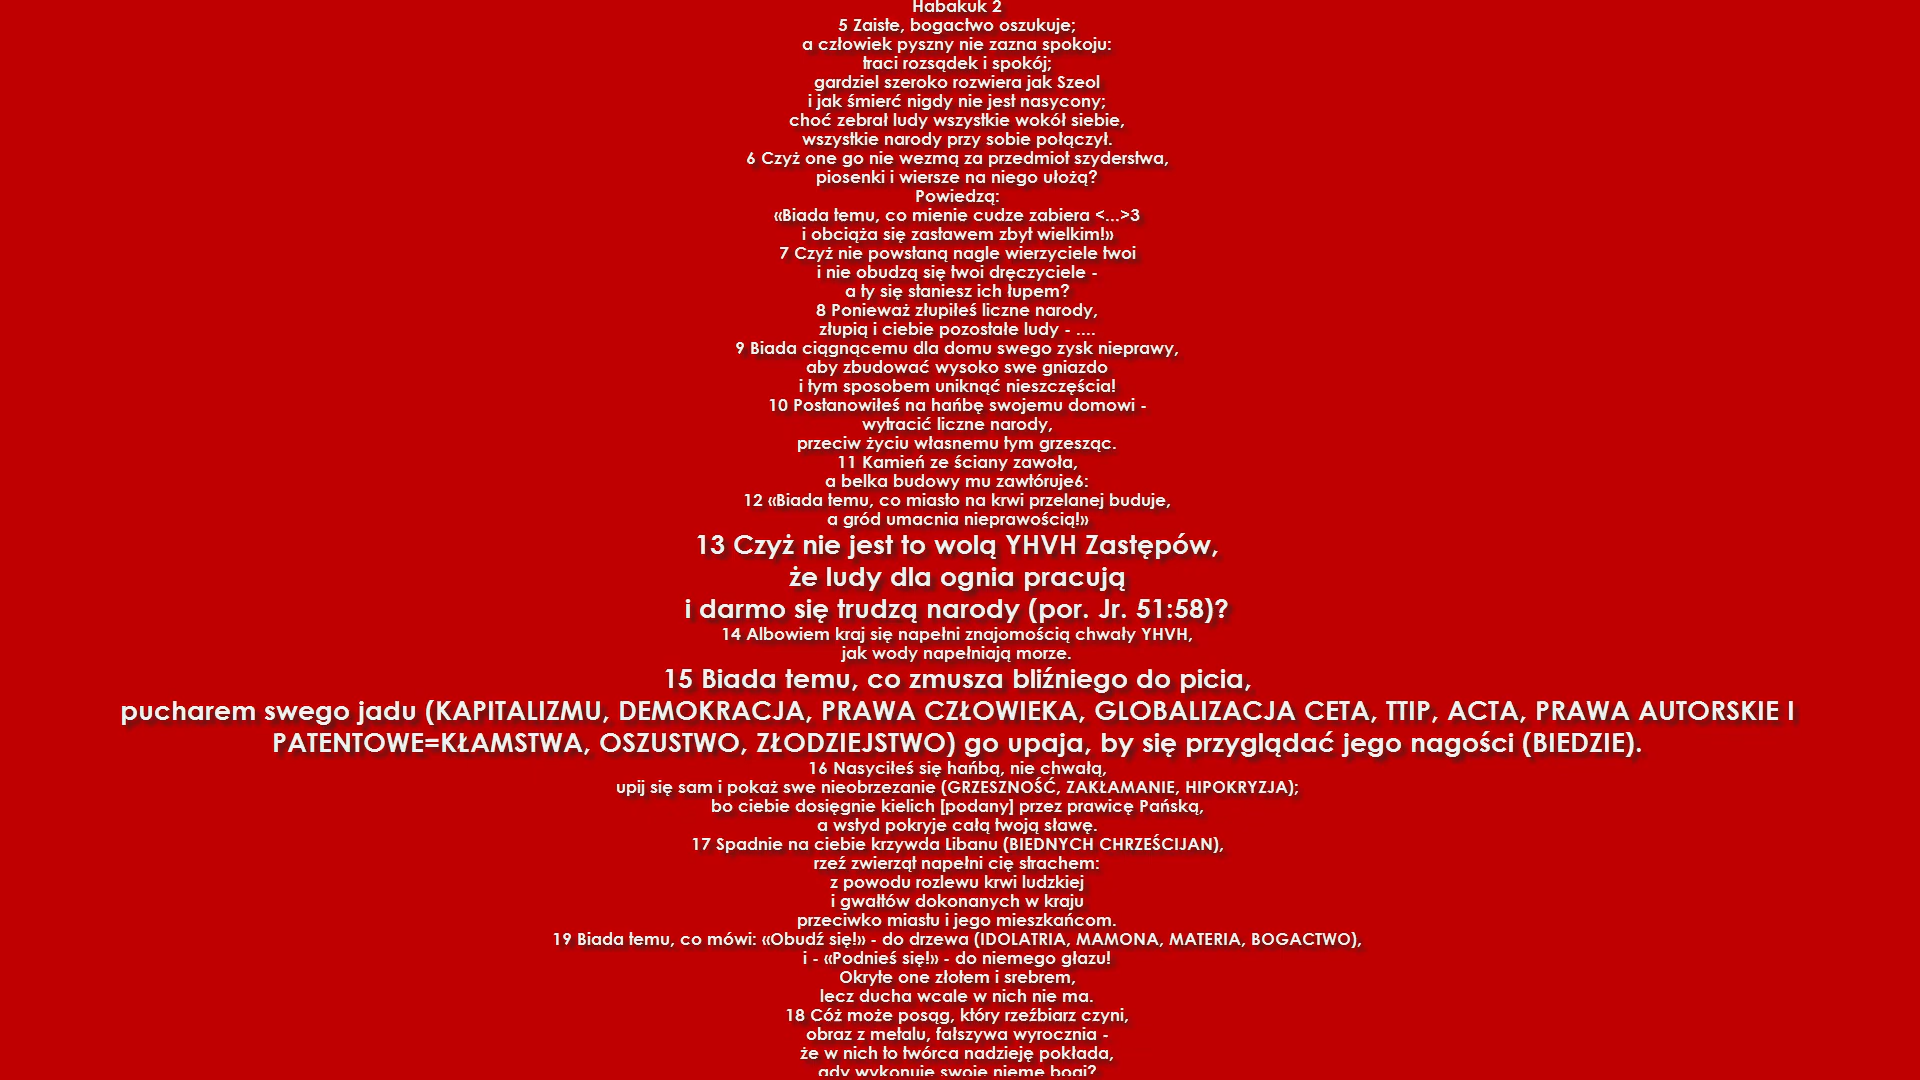 Habakuk 2
5 Zaiste, bogactwo oszukuje;
a człowiek pyszny nie zazna spokoju:
traci rozsądek i spokój;
gardziel szeroko rozwiera jak Szeol
i jak śmierć nigdy nie jest nasycony;
choć zebrał ludy wszystkie wokół siebie,
wszystkie narody przy sobie połączył.
6 Czyż one go nie wezmą za przedmiot szyderstwa,
piosenki i wiersze na niego ułożą?
Powiedzą:
«Biada temu, co mienie cudze zabiera <...>3
i obciąża się zastawem zbyt wielkim!»
7 Czyż nie powstaną nagle wierzyciele twoi
i nie obudzą się twoi dręczyciele -
a ty się staniesz ich łupem?
8 Ponieważ złupiłeś liczne narody,
złupią i ciebie pozostałe ludy - ....
9 Biada ciągnącemu dla domu swego zysk nieprawy,
aby zbudować wysoko swe gniazdo
i tym sposobem uniknąć nieszczęścia!
10 Postanowiłeś na hańbę swojemu domowi -
wytracić liczne narody,
przeciw życiu własnemu tym grzesząc.
11 Kamień ze ściany zawoła,
a belka budowy mu zawtóruje6:
12 «Biada temu, co miasto na krwi przelanej buduje,
a gród umacnia nieprawością!»
13 Czyż nie jest to wolą YHVH Zastępów,
że ludy dla ognia pracują
i darmo się trudzą narody (por. Jr. 51:58)?
14 Albowiem kraj się napełni znajomością chwały YHVH,
jak wody napełniają morze.
15 Biada temu, co zmusza bliźniego do picia,
pucharem swego jadu (KAPITALIZMU, DEMOKRACJA, PRAWA CZŁOWIEKA, GLOBALIZACJA CETA, TTIP, ACTA, PRAWA AUTORSKIE I
PATENTOWE=KŁAMSTWA, OSZUSTWO, ZŁODZIEJSTWO) go upaja, by się przyglądać jego nagości (BIEDZIE).
16 Nasyciłeś się hańbą, nie chwałą,
upij się sam i pokaż swe nieobrzezanie (GRZESZNOŚĆ, ZAKŁAMANIE, HIPOKRYZJA);
bo ciebie dosięgnie kielich [podany] przez prawicę Pańską,
a wstyd pokryje całą twoją sławę.
17 Spadnie na ciebie krzywda Libanu (BIEDNYCH CHRZEŚCIJAN),
rzeź zwierząt napełni cię strachem:
z powodu rozlewu krwi ludzkiej
i gwałtów dokonanych w kraju
przeciwko miastu i jego mieszkańcom.
19 Biada temu, co mówi: «Obudź się!» - do drzewa (IDOLATRIA, MAMONA, MATERIA, BOGACTWO),
i - «Podnieś się!» - do niemego głazu!
Okryte one złotem i srebrem,
lecz ducha wcale w nich nie ma.
18 Cóż może posąg, który rzeźbiarz czyni,
obraz z metalu, fałszywa wyrocznia -
że w nich to twórca nadzieję pokłada,
gdy wykonuje swoje nieme bogi?